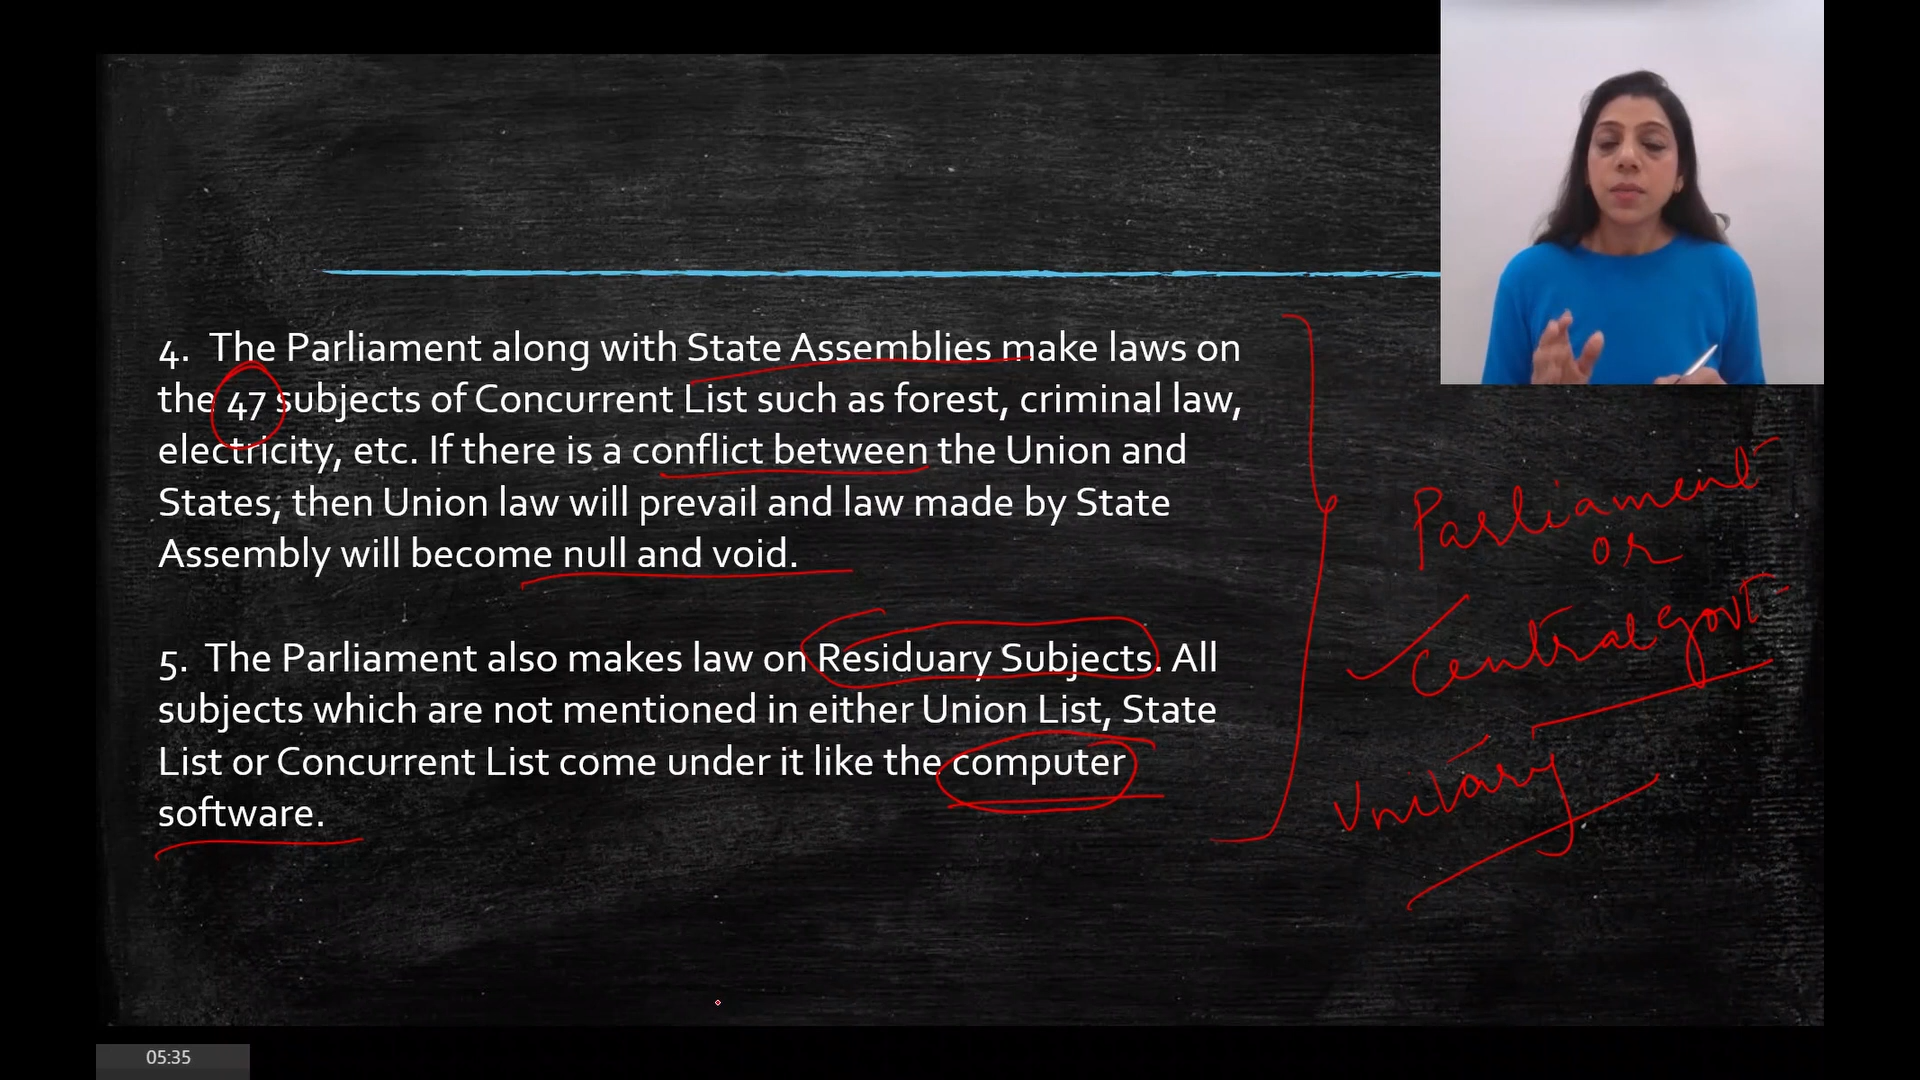 4. The Parliament along with State Assemblies make laws on
the 47 subjects of Concurrent List such as forest, criminal law,
electricity, etc. If there is a conflict between the Union and
States, then Union law will prevail and law made by State
Assembly will become null and void.
5. The Parliament also makes law on Residuary Subjects. All
subjects which are not mentioned in either Union List, State
List or Concurrent List come under it like the computer
software.
Parliament
or
Central govt
Unitary
05:35